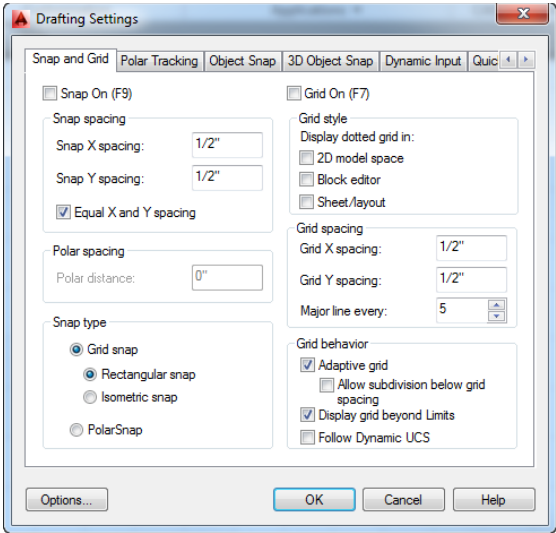 Drafting Settings
Snap and Grid Polar Tracking Object Snap 3D Object Snap Dynamic Input Quic
Snap On (F9)
Snap spacing
Snap X spacing: 1/2"
Snap Y spacing: 1/2"
Equal X and Y spacing
Polar spacing
Polar distance: 0"
Snap type
Grid snap
Rectangular snap
Isometric snap
PolarSnap
Grid On (F7)
Grid style
Display dotted grid in:
2D model space
Block editor
Sheet/layout
Grid spacing
Grid X spacing: 1/2"
Grid Y spacing: 1/2"
Major line every: 5
Grid behavior
Adaptive grid
Allow subdivision below grid
spacing
Display grid beyond Limits
Follow Dynamic UCS
Options... OK Cancel Help